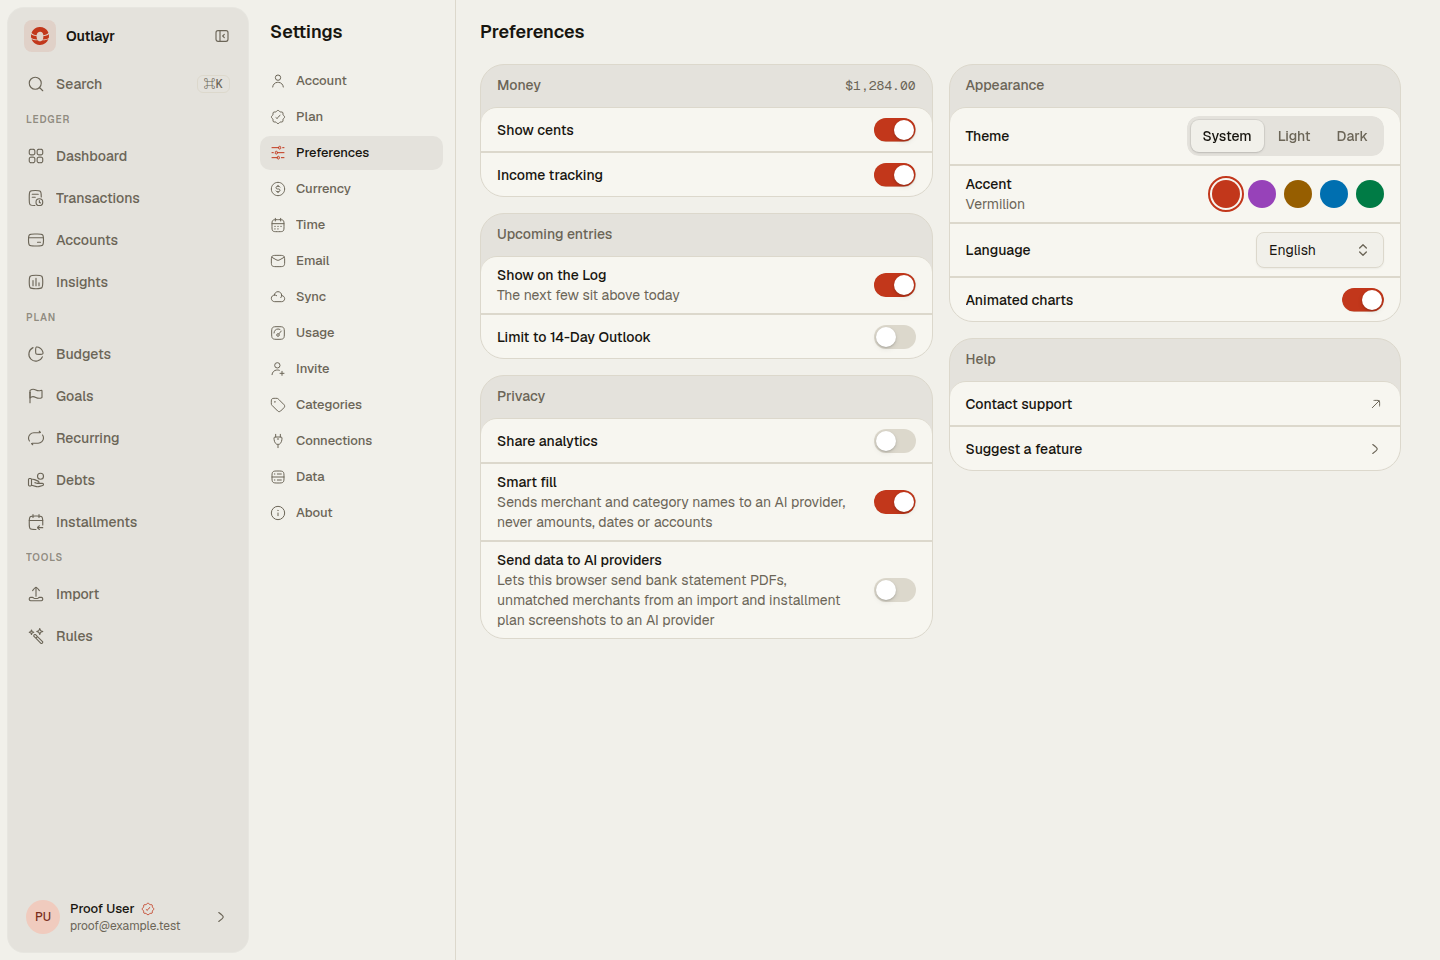 Outlayr
Search ⌘K
LEDGER
Dashboard
Transactions
Accounts
Insights
PLAN
Budgets
Goals
Recurring
Debts
Installments
TOOLS
Import
Rules
PU
Proof User
proof@example.test
Settings
Account
Plan
Preferences
Currency
Time
Email
Sync
Usage
Invite
Categories
Connections
Data
About
Preferences
Money $1,284.00
Show cents
Income tracking
Upcoming entries
Show on the Log
The next few sit above today
Limit to 14-Day Outlook
Privacy
Share analytics
Smart fill
Sends merchant and category names to an AI provider,
never amounts, dates or accounts
Send data to AI providers
Lets this browser send bank statement PDFs,
unmatched merchants from an import and installment
plan screenshots to an AI provider
Appearance
Theme System Light Dark
Accent
Vermilion
Language English
Animated charts
Help
Contact support
Suggest a feature